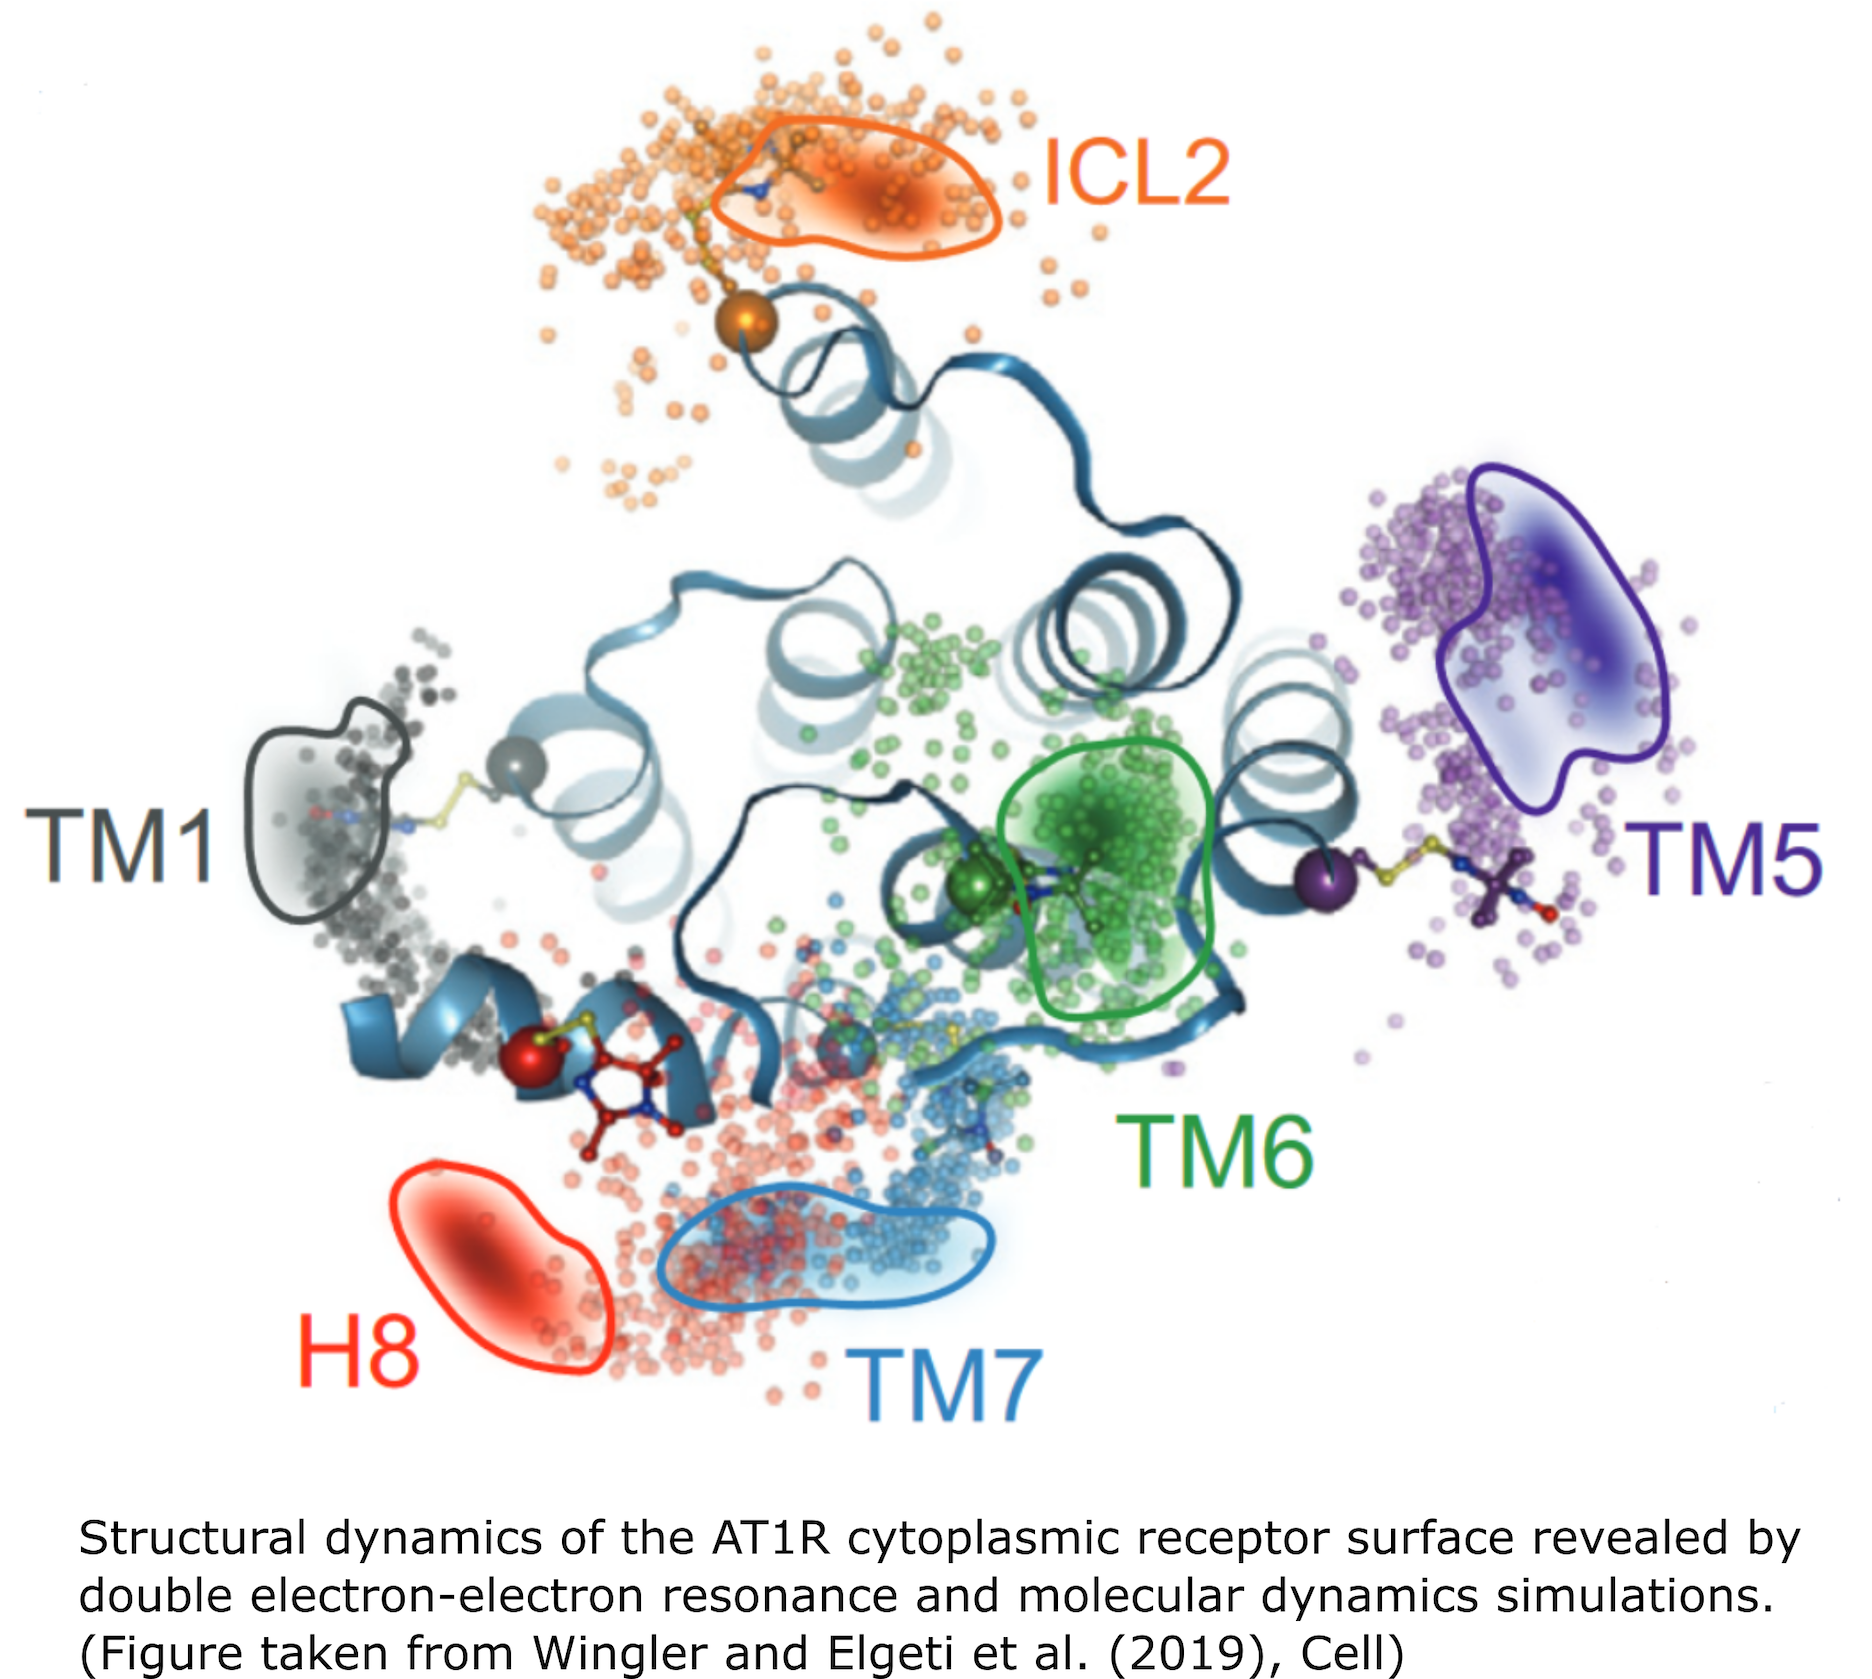 ICL2
TM1
TM5
TM6
H8
TM7
Structural dynamics of the AT1R cytoplasmic receptor surface revealed by
double electron-electron resonance and molecular dynamics simulations.
(Figure taken from Wingler and Elgeti et al. (2019), Cell)